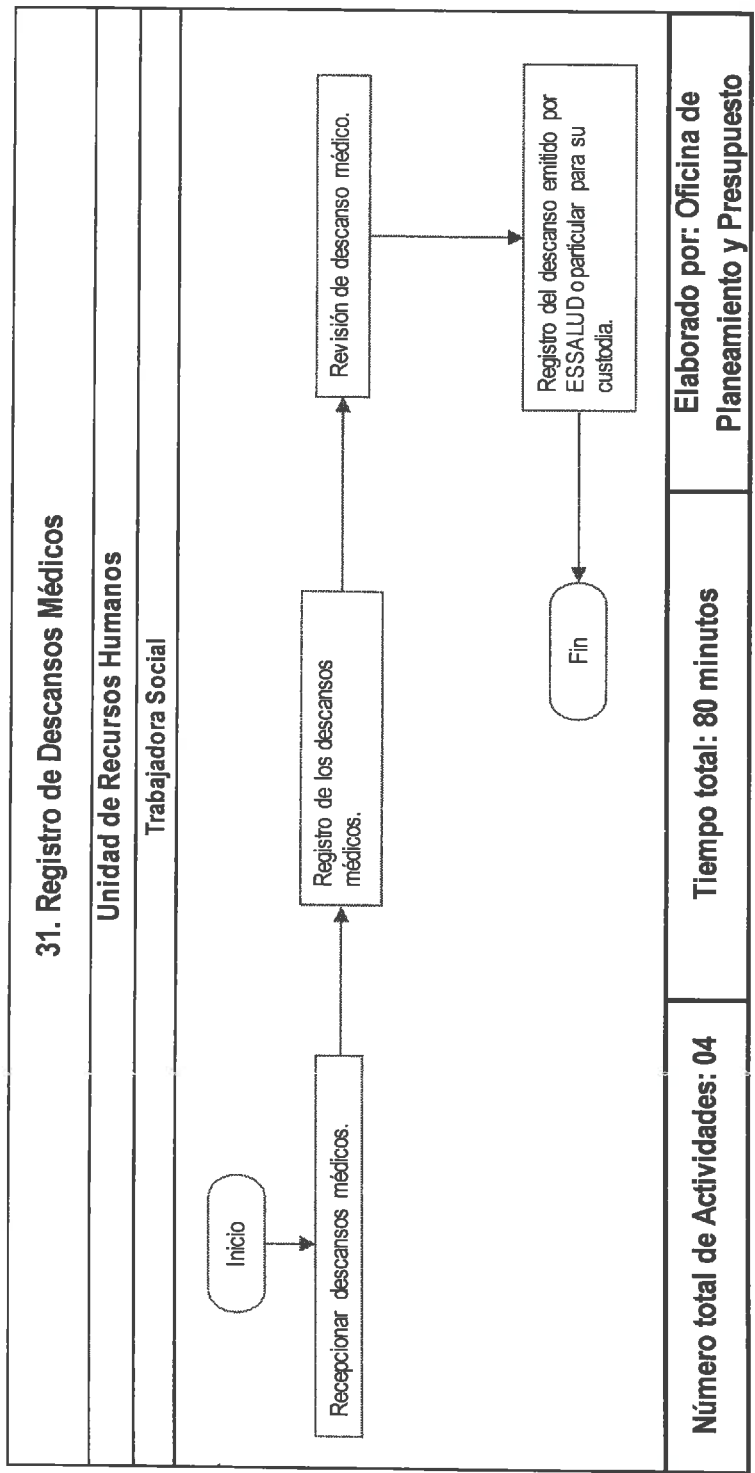 31. Registro de Descansos Médicos
Unidad de Recursos Humanos
Trabajadora Social
Inicio
Recepcionar descansos médicos.
Registro de los descansos
médicos.
Revisión de descanso médico.
Registro del descanso emitido por
ESSALUD o particular para su
custodia.
Fin
Número total de Actividades: 04
Tiempo total: 80 minutos
Elaborado por: Oficina de
Planeamiento y Presupuesto